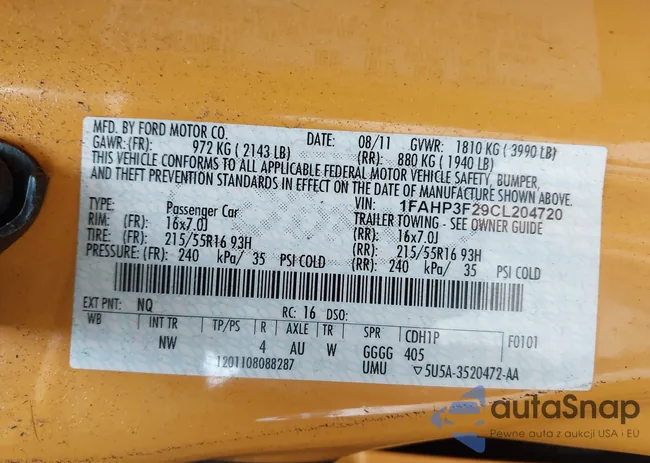 MFD. BY FORD MOTOR CO. DATE: 08/11 GVWR: 1810 KG ( 3990 LB)
GAWR: (FR): 972 KG ( 2143 LB) (RR): 880 KG ( 1940 LB)
THIS VEHICLE CONFORMS TO ALL APPLICABLE FEDERAL MOTOR VEHICLE SAFETY, BUMPER,
AND THEFT PREVENTION STANDARDS IN EFFECT ON THE DATE OF MANUFACTURE SHOWN ABOVE.
VIN: 1FAHP3F29CL204720
TYPE: Passenger Car TRAILER TOWING - SEE OWNER GUIDE
RIM: (FR): 16x7.0J (RR): 16x7.0J
TIRE: (FR): 215/55R16 93H (RR): 215/55R16 93H
PRESSURE: (FR): 240 kPa/ 35 PSI COLD (RR): 240 kPa/ 35 PSI COLD
EXT PNT: NQ RC: 16 DSO:
WB INT TR TP/PS R AXLE TR SPR CDH1P F0101
NW 4 AU W GGGG 405
1201108088287 UMU ▽5U5A-3520472-AA
autaSnap
Pewne auta z aukcji USA i EU